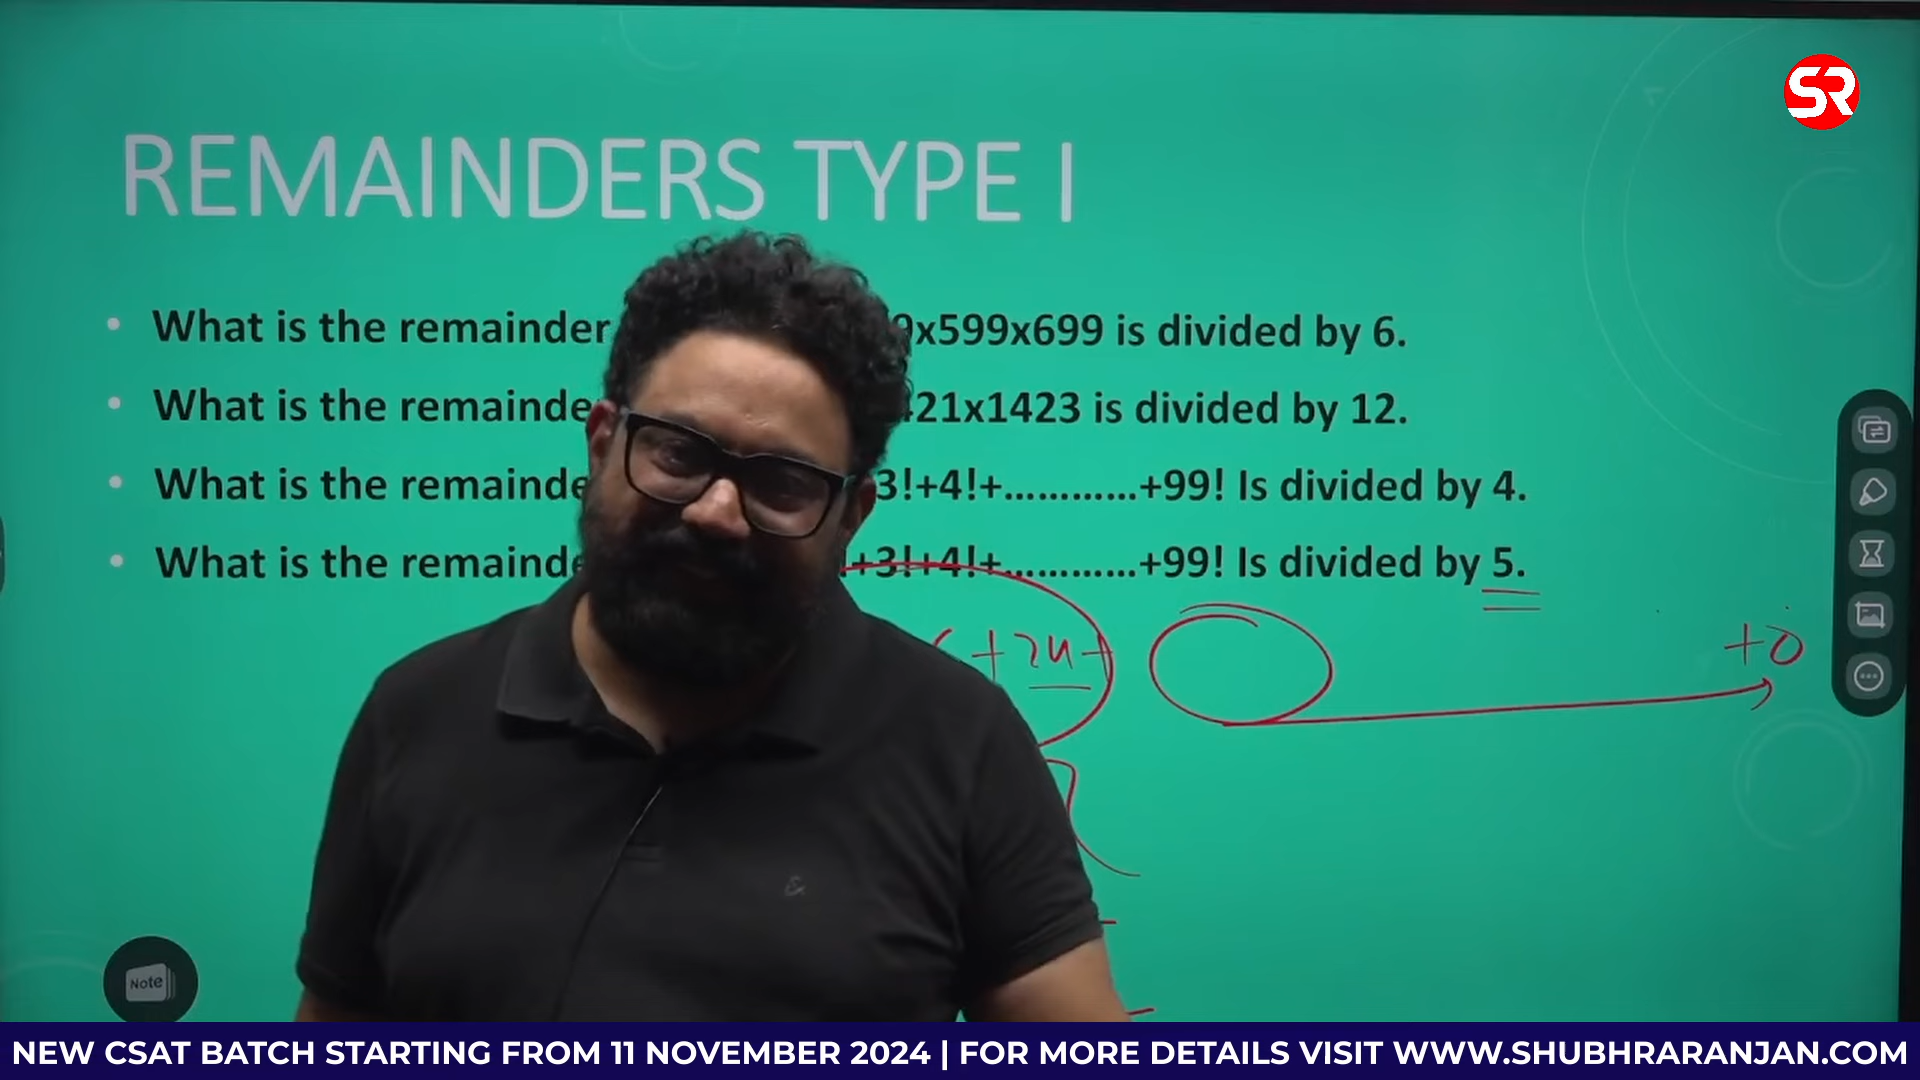 SR
REMAINDERS TYPE I
• What is the remainder x599x699 is divided by 6.
• What is the 21x1423 is divided by 12.
• What is the 3!+4!+............+99! Is divided by 4.
• What is the +3!+4!+............+99! Is divided by 5.
+24+
+0
Note
NEW CSAT BATCH STARTING FROM 11 NOVEMBER 2024 | FOR MORE DETAILS VISIT WWW.SHUBHRARANJAN.COM